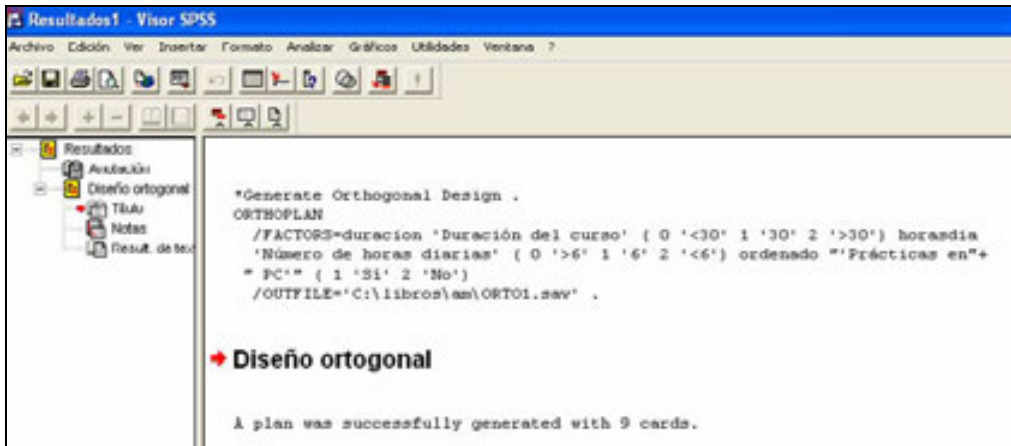 Resultados1 - Visor SPSS
Archivo Edición Ver Insertar Formato Analizar Gráficos Utilidades Ventana ?
Resultados
Anotación
Diseño ortogonal
Título
Notas
Result. de text
*Generate Orthogonal Design .
ORTHOPLAN
/FACTORS=duracion 'Duración del curso' ( 0 '<30' 1 '30' 2 '>30') horasdia
'Número de horas diarias' ( 0 '>6' 1 '6' 2 '<6') ordenado "'Prácticas en"+
" PC'" ( 1 'Sí' 2 'No')
/OUTFILE='C:\libros\am\ORTO1.sav' .
Diseño ortogonal
A plan was successfully generated with 9 cards.